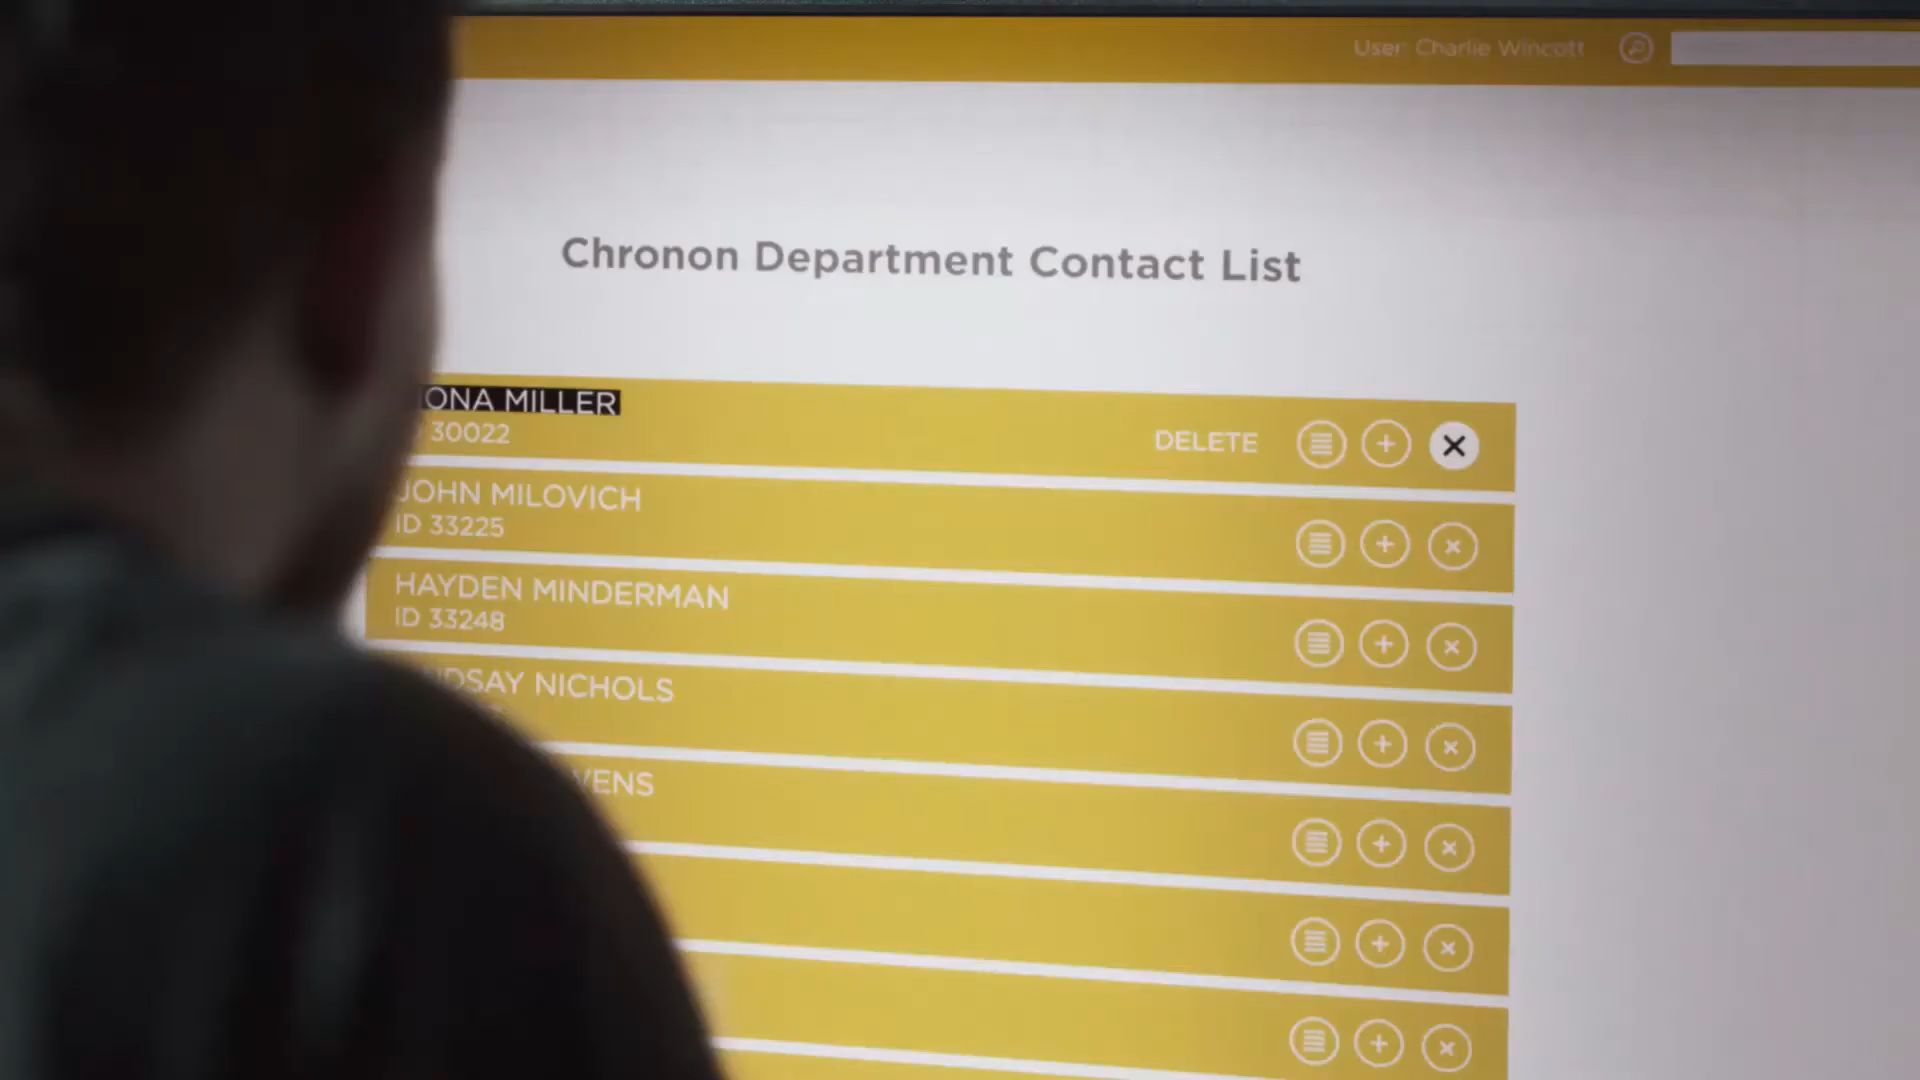 User: Charlie Wincott
Chronon Department Contact List
ONA MILLER
30022
DELETE
JOHN MILOVICH
ID 33225
HAYDEN MINDERMAN
ID 33248
NDSAY NICHOLS
VENS